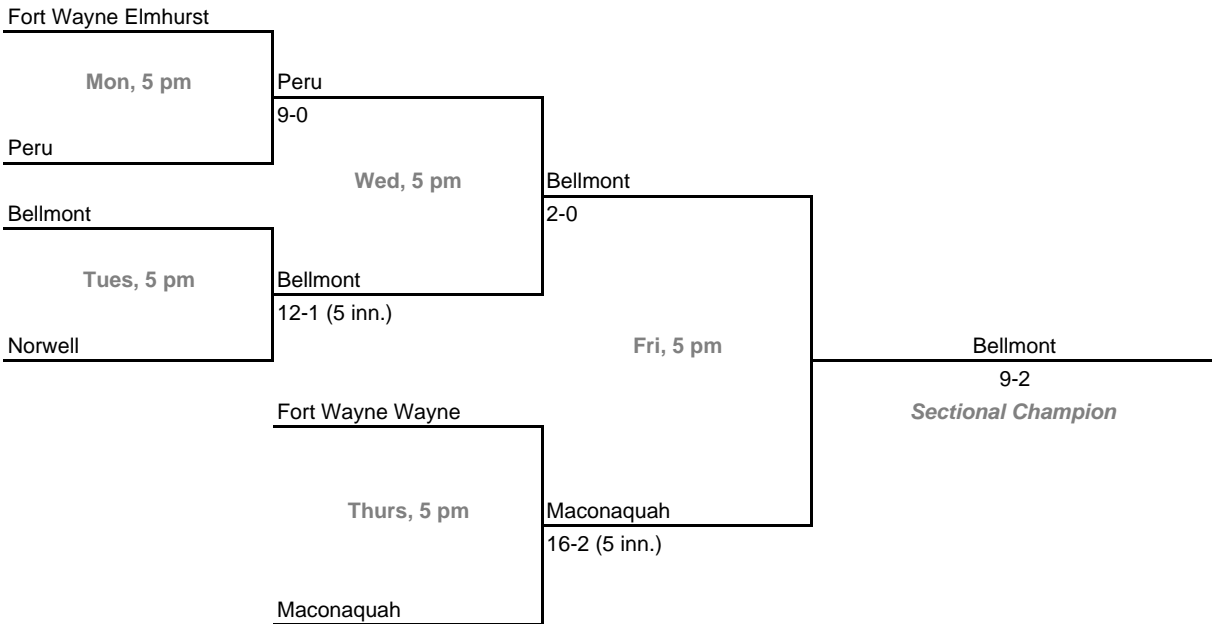 Fort Wayne Elmhurst
Mon, 5 pm
Peru
9-0
Peru
Wed, 5 pm
Bellmont
2-0
Bellmont
Tues, 5 pm
Bellmont
12-1 (5 inn.)
Norwell
Fri, 5 pm
Bellmont
9-2
Sectional Champion
Fort Wayne Wayne
Thurs, 5 pm
Maconaquah
16-2 (5 inn.)
Maconaquah